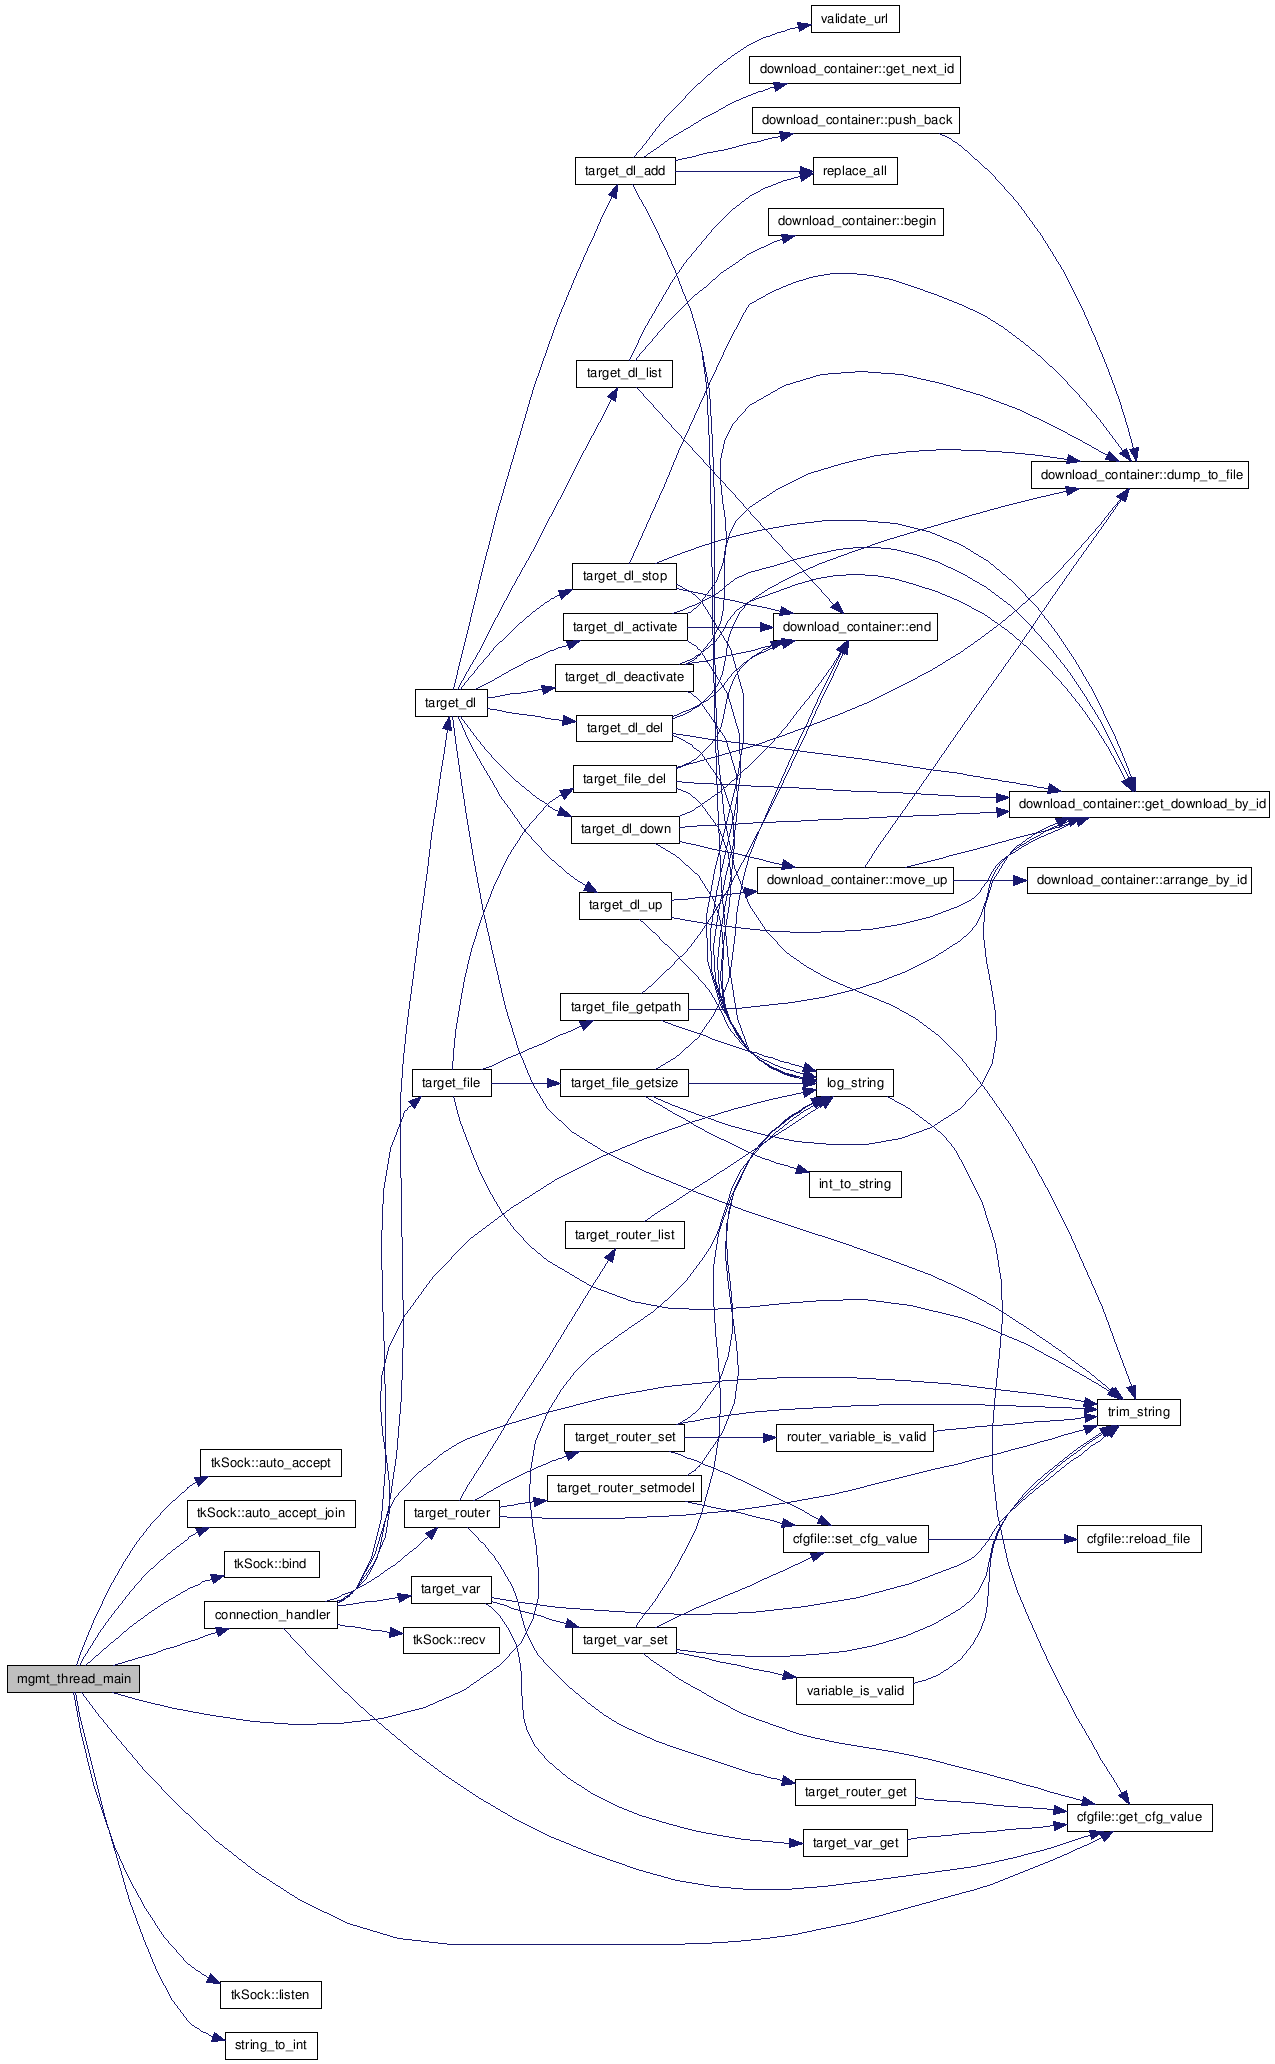 validate_url
download_container::get_next_id
download_container::push_back
target_dl_add
replace_all
download_container::begin
target_dl_list
download_container::dump_to_file
target_dl_stop
target_dl_activate
download_container::end
target_dl_deactivate
target_dl
target_dl_del
target_file_del
download_container::get_download_by_id
target_dl_down
download_container::move_up
download_container::arrange_by_id
target_dl_up
target_file_getpath
target_file
target_file_getsize
log_string
int_to_string
target_router_list
trim_string
target_router_set
router_variable_is_valid
tkSock::auto_accept
target_router_setmodel
tkSock::auto_accept_join
target_router
cfgfile::set_cfg_value
cfgfile::reload_file
tkSock::bind
target_var
connection_handler
tkSock::recv
target_var_set
mgmt_thread_main
variable_is_valid
target_router_get
cfgfile::get_cfg_value
target_var_get
tkSock::listen
string_to_int